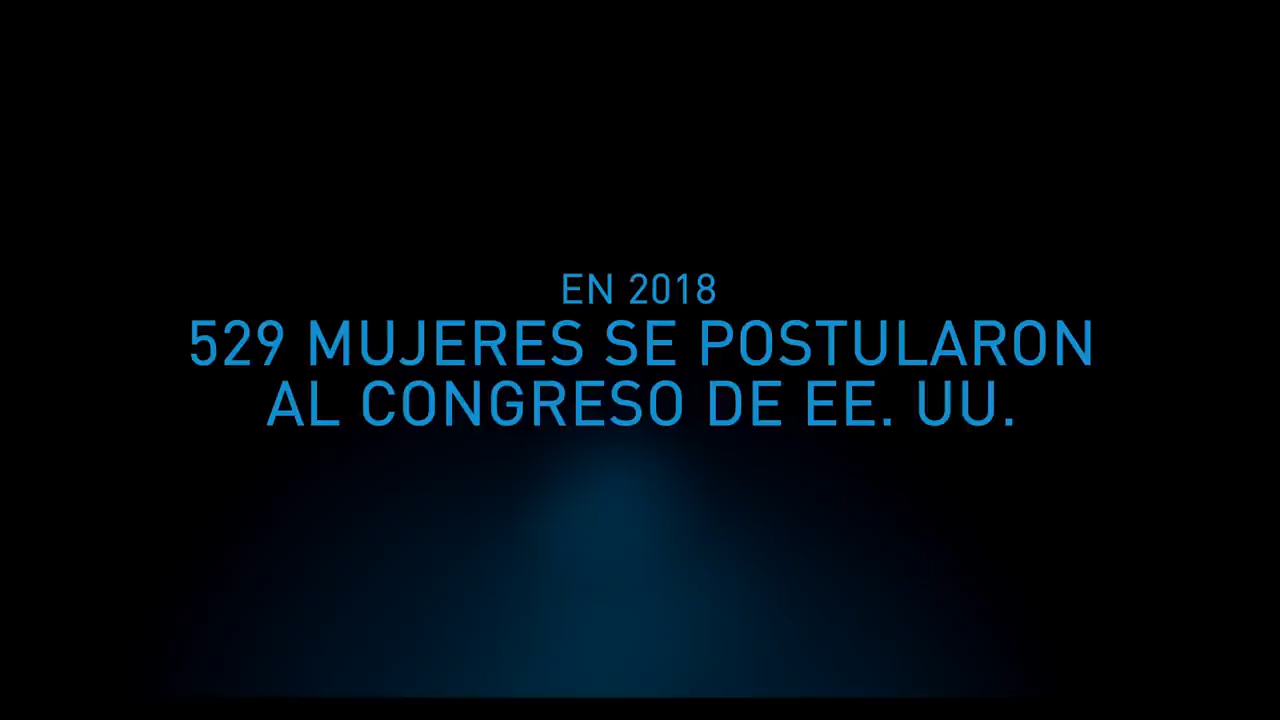 EN 2018
529 MUJERES SE POSTULARON
AL CONGRESO DE EE. UU.